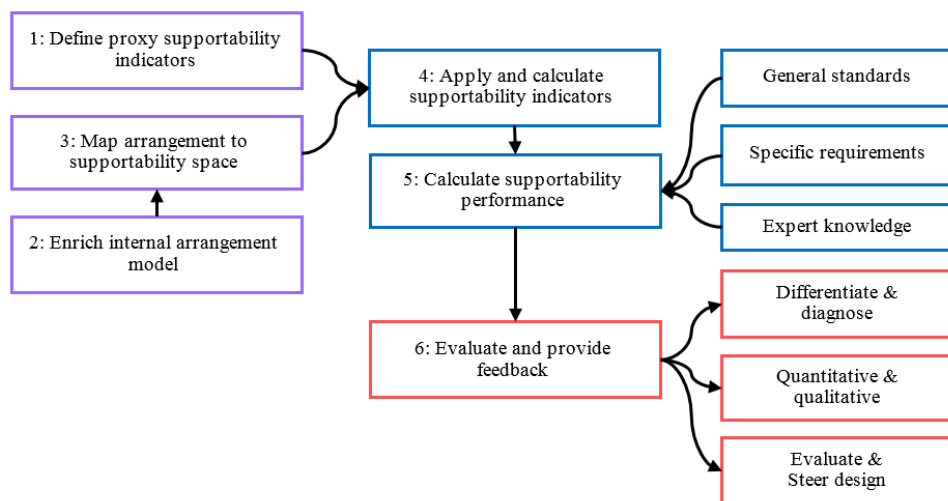 1: Define proxy supportability
indicators
3: Map arrangement to
supportability space
2: Enrich internal arrangement
model
4: Apply and calculate
supportability indicators
5: Calculate supportability
performance
6: Evaluate and provide
feedback
General standards
Specific requirements
Expert knowledge
Differentiate &
diagnose
Quantitative &
qualitative
Evaluate &
Steer design